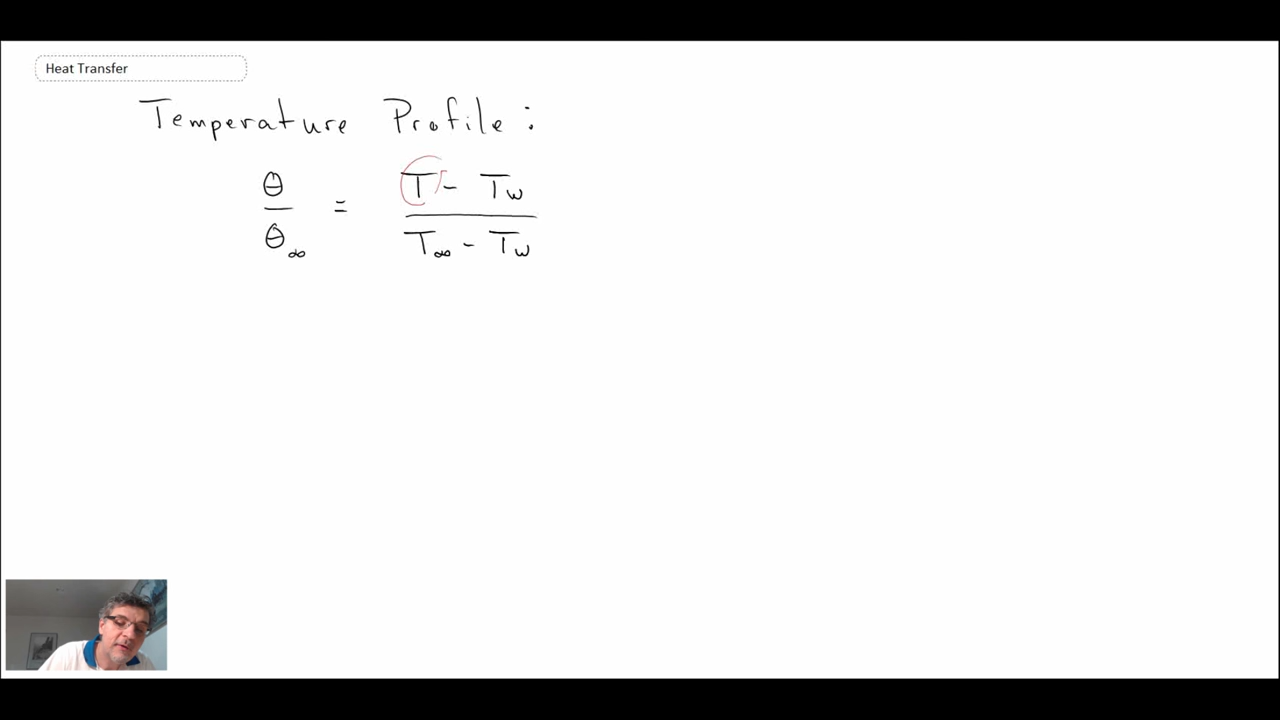 Heat Transfer
Temperature Profile:
θ/θ∞ = (T - Tw)/(T∞ - Tw)